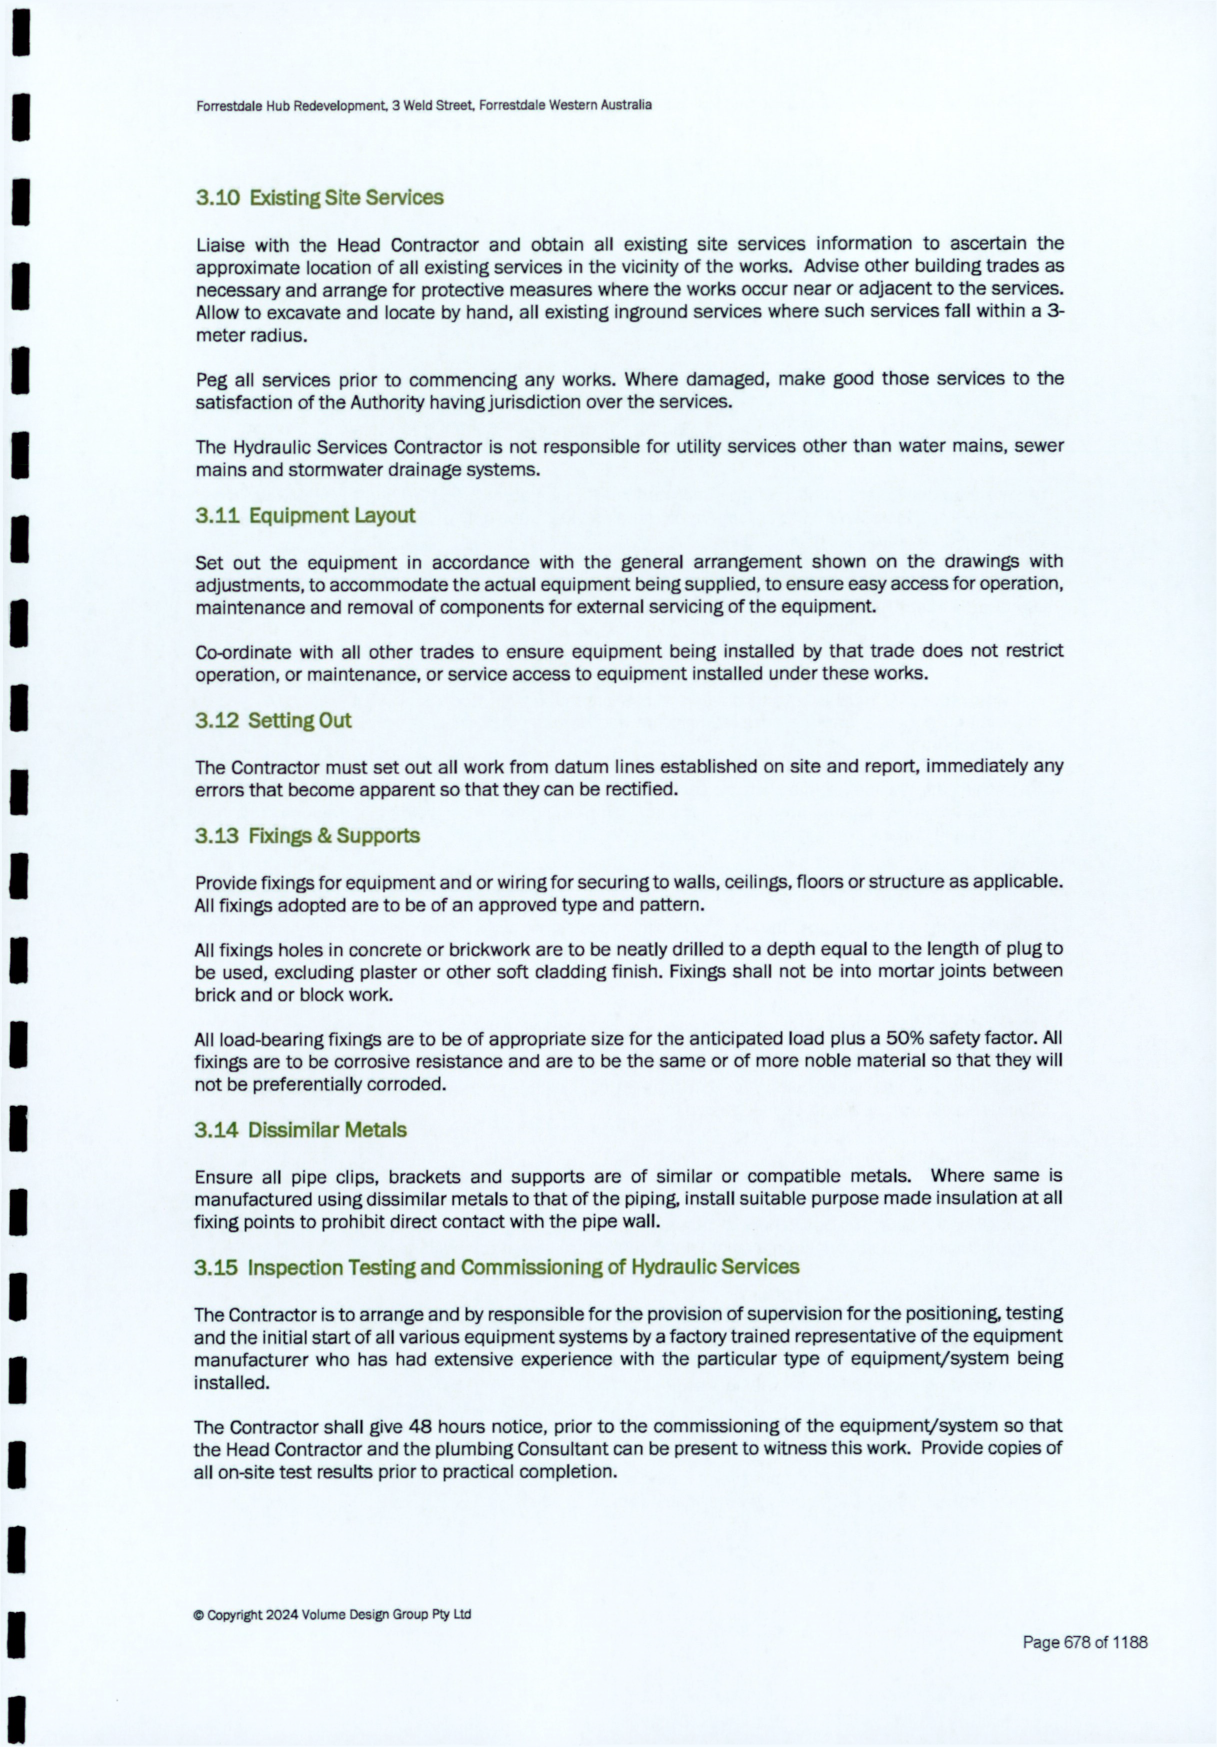 Forrestdale Hub Redevelopment, 3 Weld Street, Forrestdale Western Australia
3.10 Existing Site Services
Liaise with the Head Contractor and obtain all existing site services information to ascertain the
approximate location of all existing services in the vicinity of the works. Advise other building trades as
necessary and arrange for protective measures where the works occur near or adjacent to the services.
Allow to excavate and locate by hand, all existing inground services where such services fall within a 3-
meter radius.
Peg all services prior to commencing any works. Where damaged, make good those services to the
satisfaction of the Authority having jurisdiction over the services.
The Hydraulic Services Contractor is not responsible for utility services other than water mains, sewer
mains and stormwater drainage systems.
3.11 Equipment Layout
Set out the equipment in accordance with the general arrangement shown on the drawings with
adjustments, to accommodate the actual equipment being supplied, to ensure easy access for operation,
maintenance and removal of components for external servicing of the equipment.
Co-ordinate with all other trades to ensure equipment being installed by that trade does not restrict
operation, or maintenance, or service access to equipment installed under these works.
3.12 Setting Out
The Contractor must set out all work from datum lines established on site and report, immediately any
errors that become apparent so that they can be rectified.
3.13 Fixings & Supports
Provide fixings for equipment and or wiring for securing to walls, ceilings, floors or structure as applicable.
All fixings adopted are to be of an approved type and pattern.
All fixings holes in concrete or brickwork are to be neatly drilled to a depth equal to the length of plug to
be used, excluding plaster or other soft cladding finish. Fixings shall not be into mortar joints between
brick and or block work.
All load-bearing fixings are to be of appropriate size for the anticipated load plus a 50% safety factor. All
fixings are to be corrosive resistance and are to be the same or of more noble material so that they will
not be preferentially corroded.
3.14 Dissimilar Metals
Ensure all pipe clips, brackets and supports are of similar or compatible metals. Where same is
manufactured using dissimilar metals to that of the piping, install suitable purpose made insulation at all
fixing points to prohibit direct contact with the pipe wall.
3.15 Inspection Testing and Commissioning of Hydraulic Services
The Contractor is to arrange and by responsible for the provision of supervision for the positioning, testing
and the initial start of all various equipment systems by a factory trained representative of the equipment
manufacturer who has had extensive experience with the particular type of equipment/system being
installed.
The Contractor shall give 48 hours notice, prior to the commissioning of the equipment/system so that
the Head Contractor and the plumbing Consultant can be present to witness this work. Provide copies of
all on-site test results prior to practical completion.
© Copyright 2024 Volume Design Group Pty Ltd
Page 678 of 1188